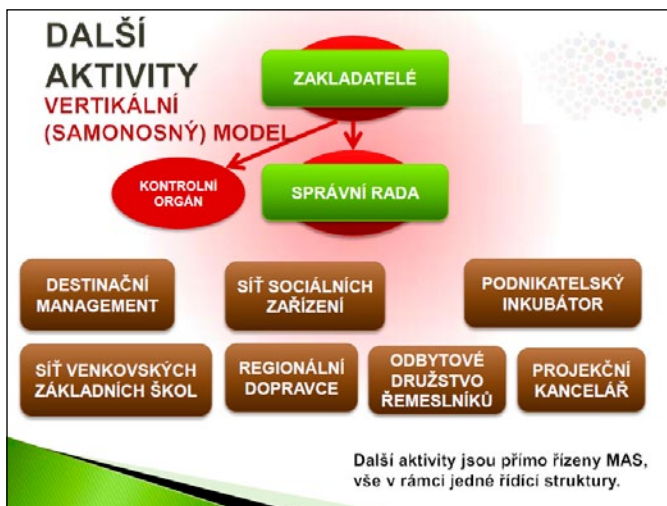 DALŠÍ
AKTIVITY
VERTIKÁLNÍ
(SAMONOSNÝ) MODEL
ZAKLADATELÉ
KONTROLNÍ
ORGÁN
SPRÁVNÍ RADA
DESTINAČNÍ
MANAGEMENT
SÍŤ SOCIÁLNÍCH
ZAŘÍZENÍ
PODNIKATELSKÝ
INKUBÁTOR
SÍŤ VENKOVSKÝCH
ZÁKLADNÍCH ŠKOL
REGIONÁLNÍ
DOPRAVCE
ODBYTOVÉ
DRUŽSTVO
ŘEMESLNÍKŮ
PROJEKČNÍ
KANCELÁŘ
Další aktivity jsou přímo řízeny MAS,
vše v rámci jedné řídící struktury.